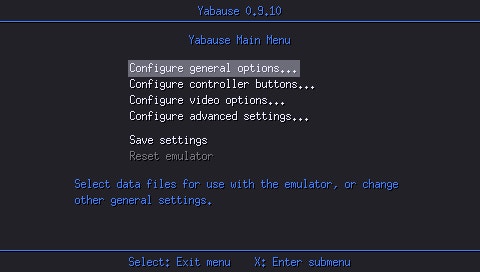 Yabause 0.9.10
Yabause Main Menu
Configure general options...
Configure controller buttons...
Configure video options...
Configure advanced settings...
Save settings
Reset emulator
Select data files for use with the emulator, or change
other general settings.
Select: Exit menu    X: Enter submenu